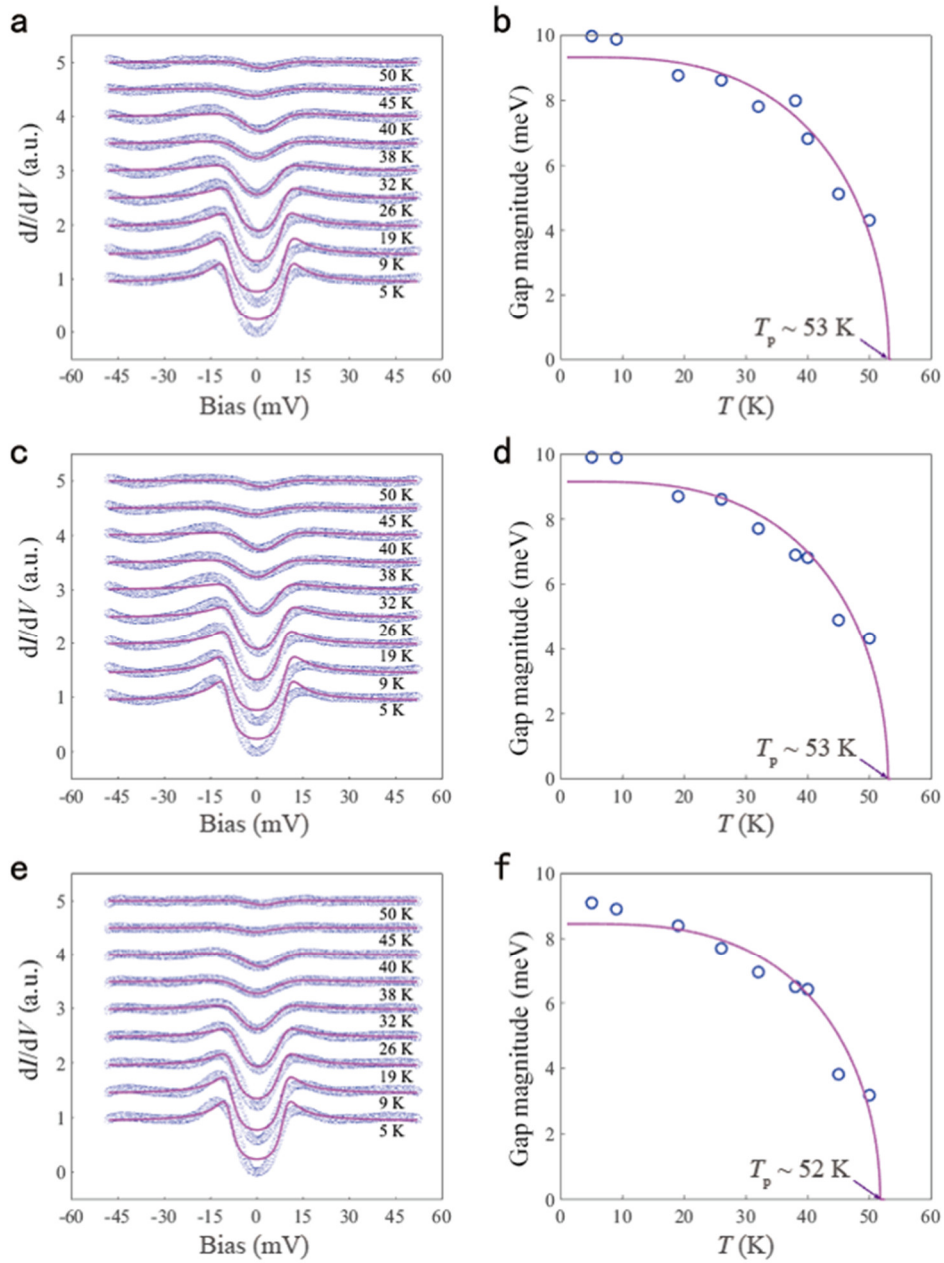 a
dI/dV (a.u.)
5
4
3
2
1
0
50 K
45 K
40 K
38 K
32 K
26 K
19 K
9 K
5 K
-60 -45 -30 -15 0 15 30 45 60
Bias (mV)
b
Gap magnitude (meV)
10
8
6
4
2
0
Tp ~ 53 K
0 10 20 30 40 50 60
T (K)
c
dI/dV (a.u.)
5
4
3
2
1
0
50 K
45 K
40 K
38 K
32 K
26 K
19 K
9 K
5 K
-60 -45 -30 -15 0 15 30 45 60
Bias (mV)
d
Gap magnitude (meV)
10
8
6
4
2
0
Tp ~ 53 K
0 10 20 30 40 50 60
T (K)
e
dI/dV (a.u.)
5
4
3
2
1
0
50 K
45 K
40 K
38 K
32 K
26 K
19 K
9 K
5 K
-60 -45 -30 -15 0 15 30 45 60
Bias (mV)
f
Gap magnitude (meV)
10
8
6
4
2
0
Tp ~ 52 K
0 10 20 30 40 50 60
T (K)